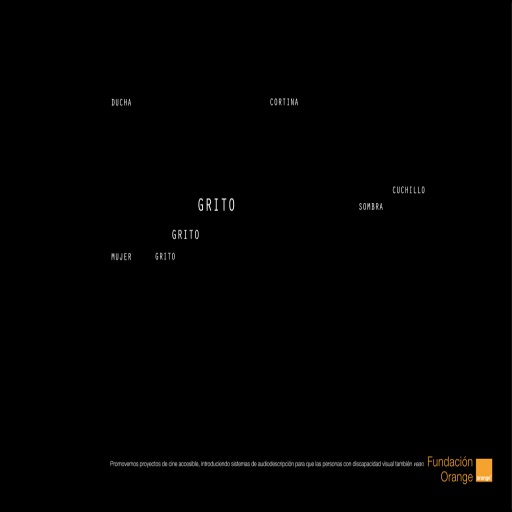 DUCHA
CORTINA
CUCHILLO
GRITO
SOMBRA
GRITO
MUJER
GRITO
Promovemos proyectos de cine accesible, introduciendo sistemas de audiodescripción para que las personas con discapacidad visual también vean
Fundación
Orange
orange